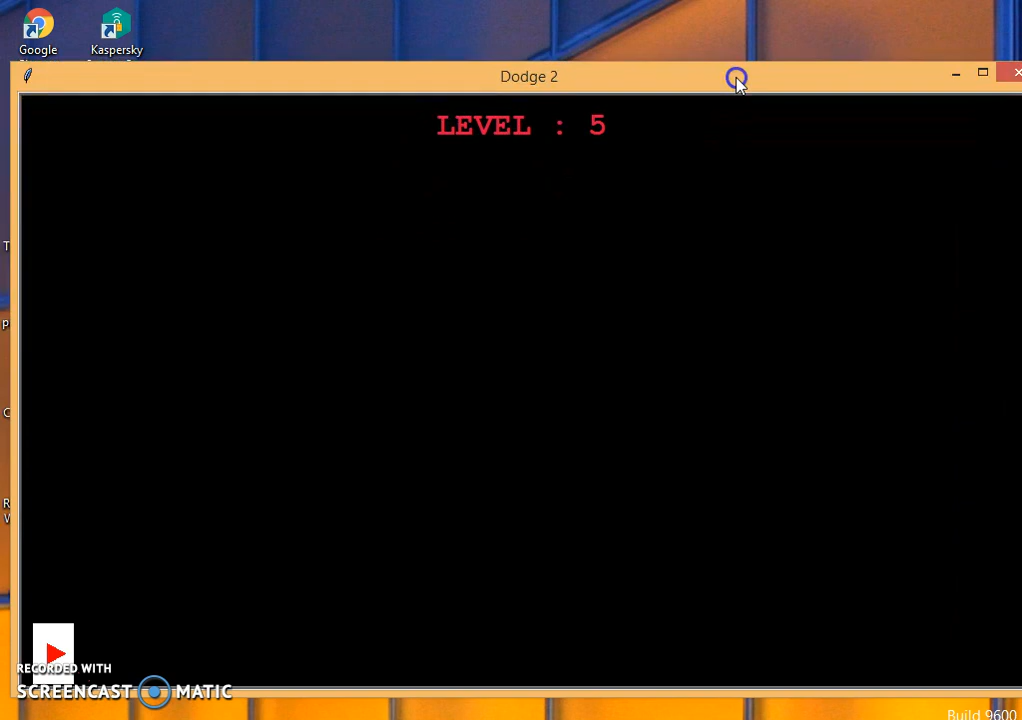 Google
Kaspersky
Dodge 2
LEVEL : 5
T
p
C
R
W
RECORDED WITH
SCREENCAST MATIC
Build 9600